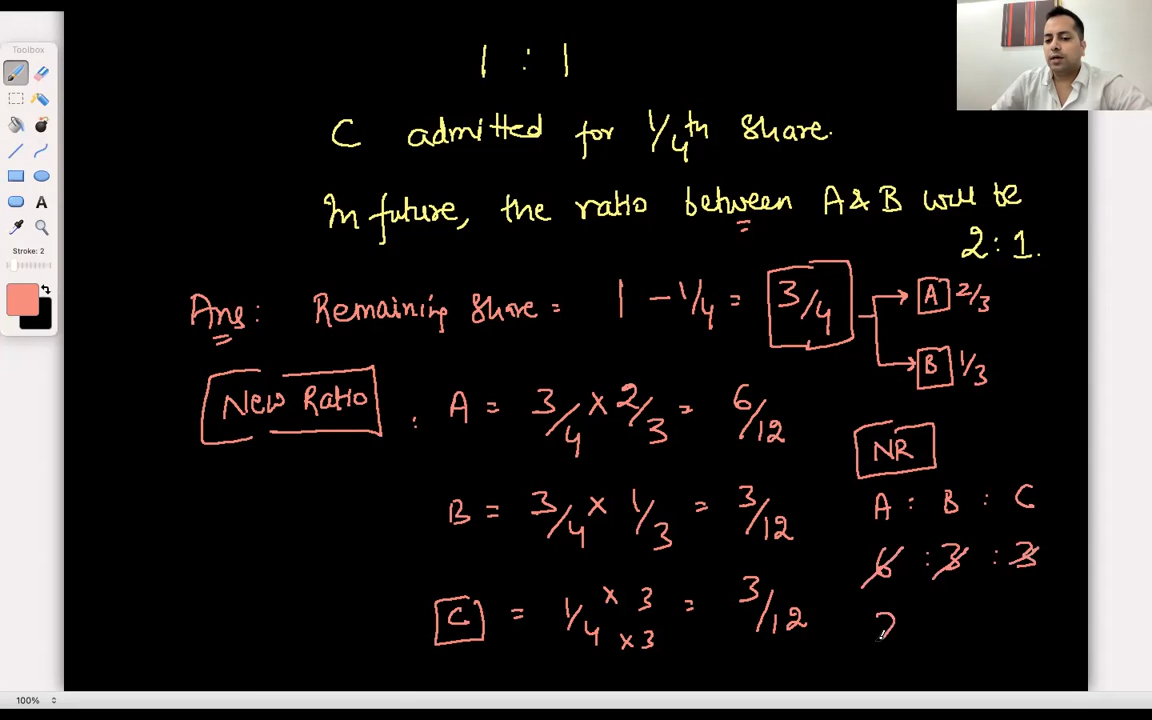 Toolbox
1 : 1
C admitted for 1/4th share.
In future, the ratio between A & B will be
2:1.
Stroke: 2
Ans: Remaining Share = 1 - 1/4 = 3/4 A 2/3
B 1/3
New Ratio : A = 3/4 x 2/3 = 6/12
NR
B = 3/4 x 1/3 = 3/12 A : B : C
6 : 3 : 3
C = 1/4 x 3 x 3 = 3/12 2
100%